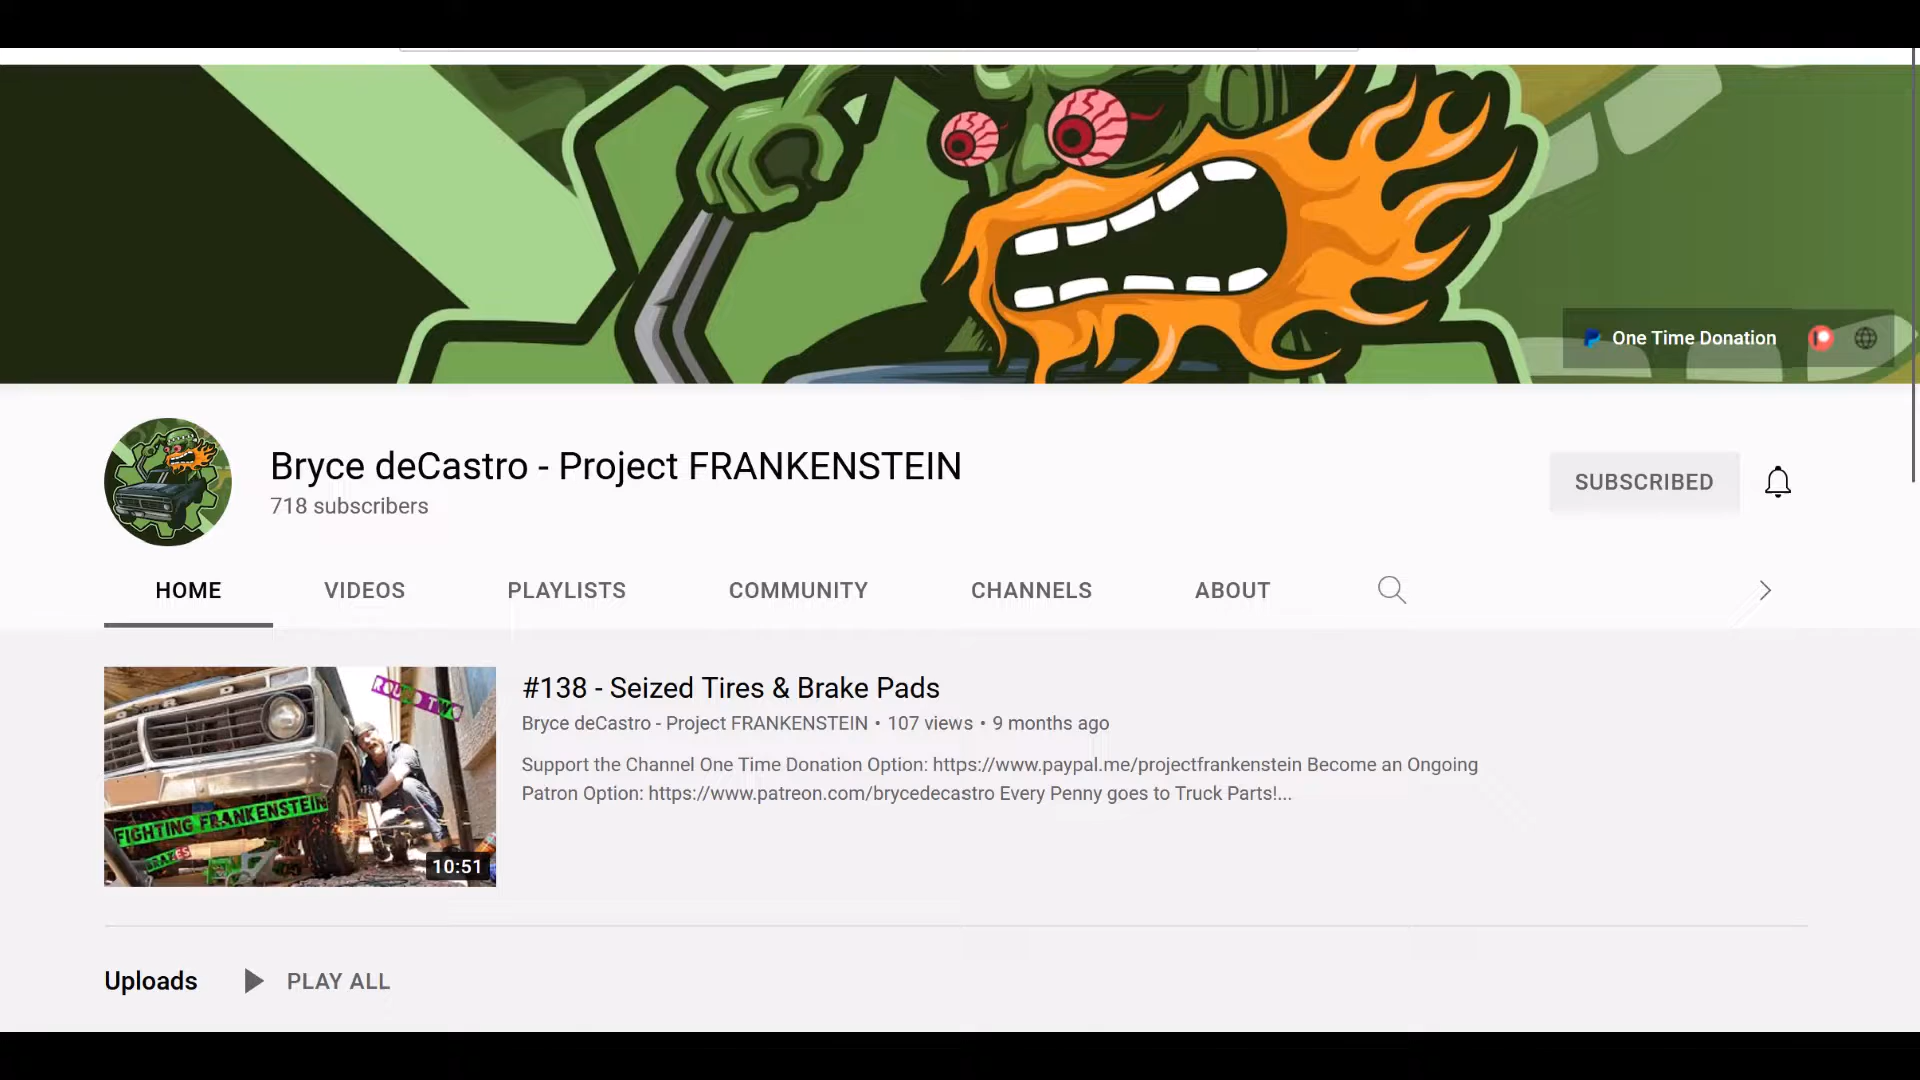 One Time Donation
Bryce deCastro - Project FRANKENSTEIN
718 subscribers
SUBSCRIBED
HOME
VIDEOS
PLAYLISTS
COMMUNITY
CHANNELS
ABOUT
ROUND TWO
FIGHTING FRANKENSTEIN
BRAKES
10:51
#138 - Seized Tires & Brake Pads
Bryce deCastro - Project FRANKENSTEIN • 107 views • 9 months ago
Support the Channel One Time Donation Option: https://www.paypal.me/projectfrankenstein Become an Ongoing
Patron Option: https://www.patreon.com/brycedecastro Every Penny goes to Truck Parts!...
Uploads
PLAY ALL